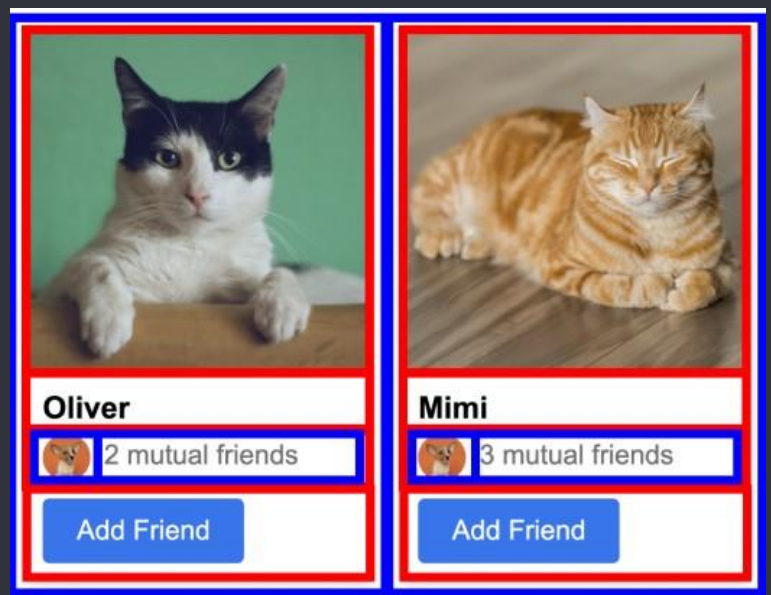 Oliver
2 mutual friends
Add Friend
Mimi
3 mutual friends
Add Friend